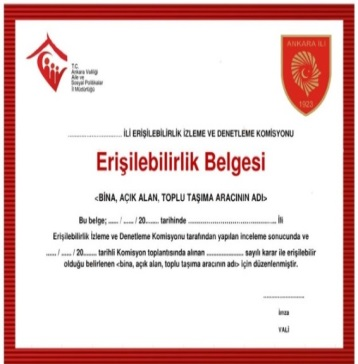 T.C.
Ankara Valiliği
Aile ve
Sosyal Politikalar
İl Müdürlüğü
ANKARA İLİ
1923
........................ İLİ ERİŞİLEBİLİRLİK İZLEME ve DENETLEME KOMİSYONU
Erişilebilirlik Belgesi
<BİNA, AÇIK ALAN, TOPLU TAŞIMA ARACININ ADI>
Bu belge; ...... / ...... / 20........ tarihinde .................................... İli
Erişilebilirlik İzleme ve Denetleme Komisyonu tarafından yapılan inceleme sonucunda ve
...... / ...... / 20........ tarihli Komisyon toplantısında alınan ........................ sayılı karar ile erişilebilir
olduğu belirlenen <bina, açık alan, toplu taşıma aracının adı> için düzenlenmiştir.
imza
VALİ